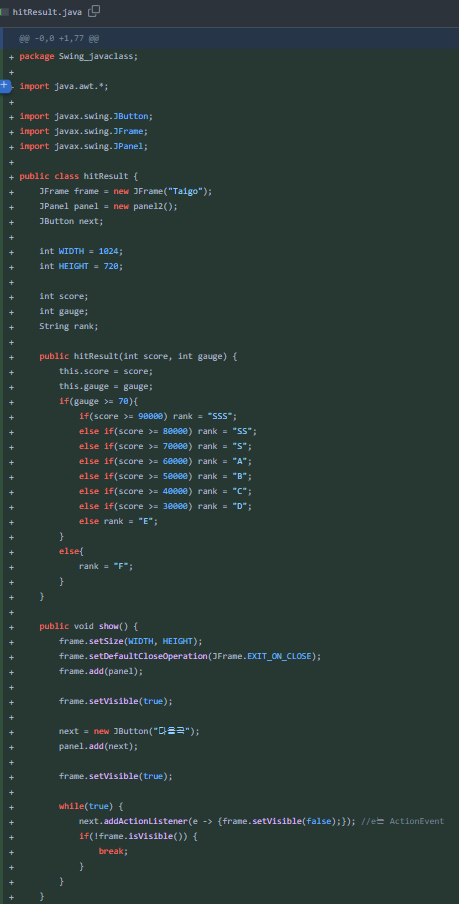 hitResult.java
@@ -0,0 +1,77 @@
+ package Swing_javaclass;
+
+ import java.awt.*;
+
+ import javax.swing.JButton;
+ import javax.swing.JFrame;
+ import javax.swing.JPanel;
+
+ public class hitResult {
+ JFrame frame = new JFrame("Taigo");
+ JPanel panel = new panel2();
+ JButton next;
+
+ int WIDTH = 1024;
+ int HEIGHT = 720;
+
+ int score;
+ int gauge;
+ String rank;
+
+ public hitResult(int score, int gauge) {
+ this.score = score;
+ this.gauge = gauge;
+ if(gauge >= 70){
+ if(score >= 90000) rank = "SSS";
+ else if(score >= 80000) rank = "SS";
+ else if(score >= 70000) rank = "S";
+ else if(score >= 60000) rank = "A";
+ else if(score >= 50000) rank = "B";
+ else if(score >= 40000) rank = "C";
+ else if(score >= 30000) rank = "D";
+ else rank = "E";
+ }
+ else{
+ rank = "F";
+ }
+ }
+
+ public void show() {
+ frame.setSize(WIDTH, HEIGHT);
+ frame.setDefaultCloseOperation(JFrame.EXIT_ON_CLOSE);
+ frame.add(panel);
+
+ frame.setVisible(true);
+
+ next = new JButton("다음곡");
+ panel.add(next);
+
+ frame.setVisible(true);
+
+ while(true) {
+ next.addActionListener(e -> {frame.setVisible(false);}); //e는 ActionEvent
+ if(!frame.isVisible()) {
+ break;
+ }
+ }
+ }